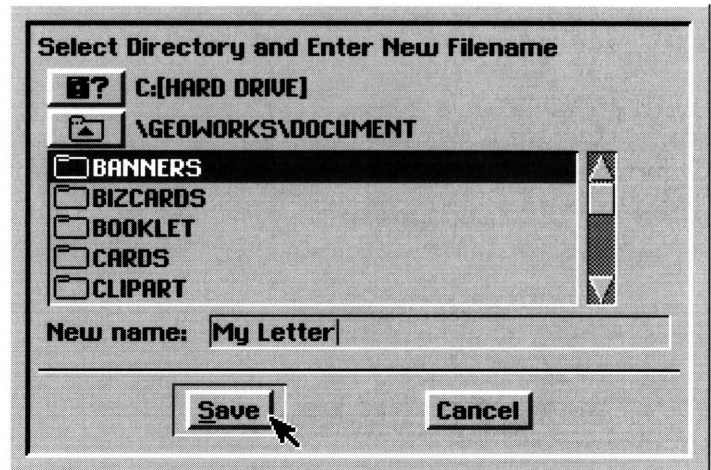 Select Directory and Enter New Filename
? C:[HARD DRIVE]
\GEOWORKS\DOCUMENT
BANNERS
BIZCARDS
BOOKLET
CARDS
CLIPART
New name: My Letter
Save Cancel